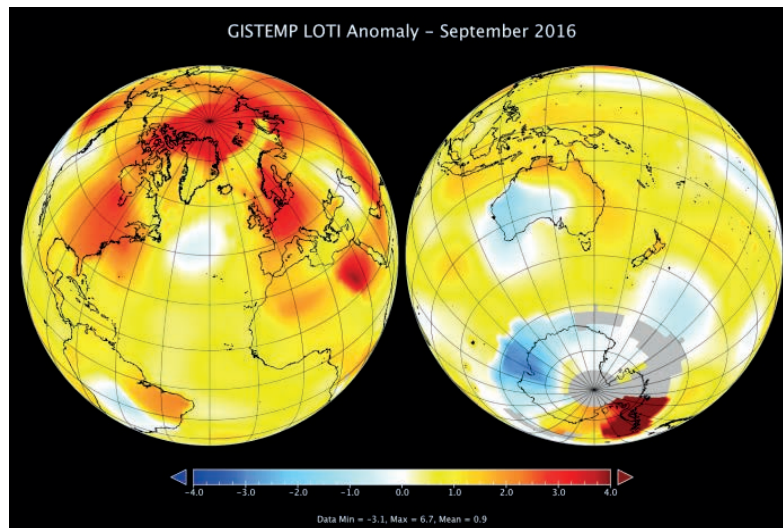 GISTEMP LOTI Anomaly – September 2016
-4.0 -3.0 -2.0 -1.0 0.0 1.0 2.0 3.0 4.0
Data Min = -3.1, Max = 6.7, Mean = 0.9